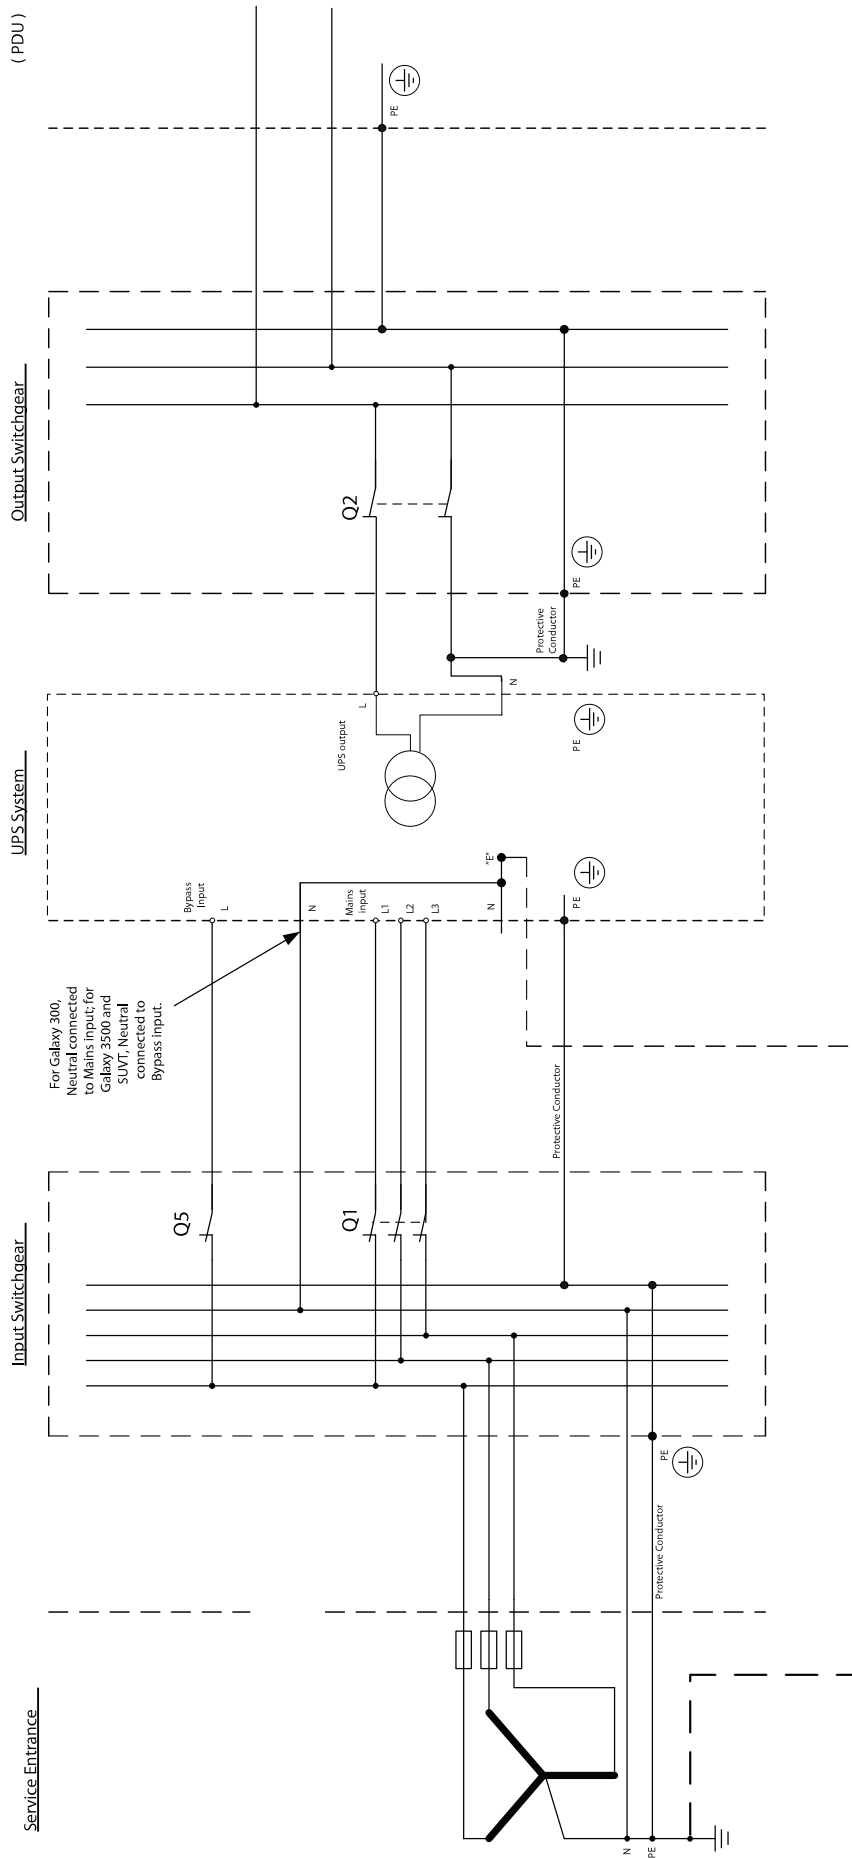 Service Entrance
Input Switchgear
UPS System
Output Switchgear
( PDU )
N
PE
Protective Conductor
PE
Q5
Q1
For Galaxy 300,
Neutral connected
to Mains input; for
Galaxy 3500 and
SUVT, Neutral
connected to
Bypass input.
Protective Conductor
Bypass
Input
L
N
Mains
input
L1
L2
L3
N
"E"
PE
UPS output
L
N
PE
Protective
Conductor
PE
Q2
PE